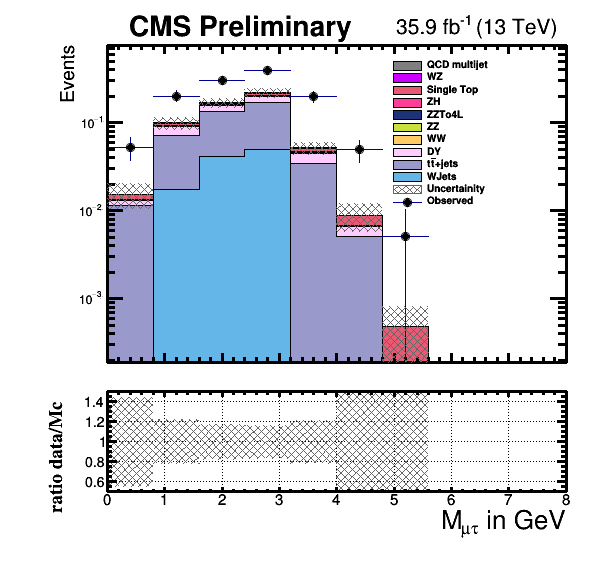 CMS Preliminary 35.9 fb⁻¹ (13 TeV)
Events
10⁻¹
10⁻²
10⁻³
QCD multijet
WZ
Single Top
ZH
ZZTo4L
ZZ
WW
DY
tt̄+jets
WJets
Uncertainity
Observed
ratio data/Mc
1.4
1.2
1
0.8
0.6
0 1 2 3 4 5 6 7 8
M_μτ in GeV